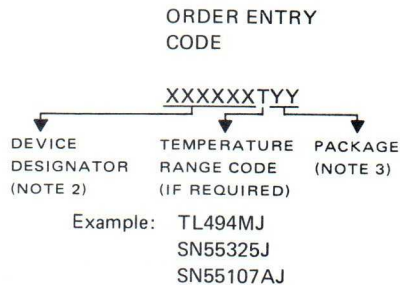 ORDER ENTRY
CODE
XXXXXXTYY
DEVICE
DESIGNATOR
(NOTE 2)
TEMPERATURE
RANGE CODE
(IF REQUIRED)
PACKAGE
(NOTE 3)
Example: TL494MJ
SN55325J
SN55107AJ